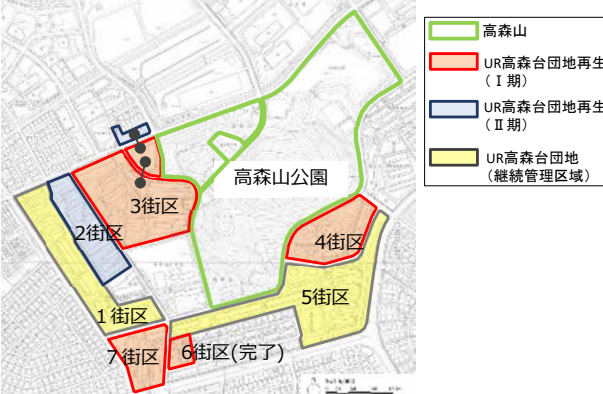 高森山公園
3街区
2街区
4街区
5街区
1街区
7街区
6街区(完了)
高森山
UR高森台団地再生
(Ⅰ期)
UR高森台団地再生
(Ⅱ期)
UR高森台団地
(継続管理区域)